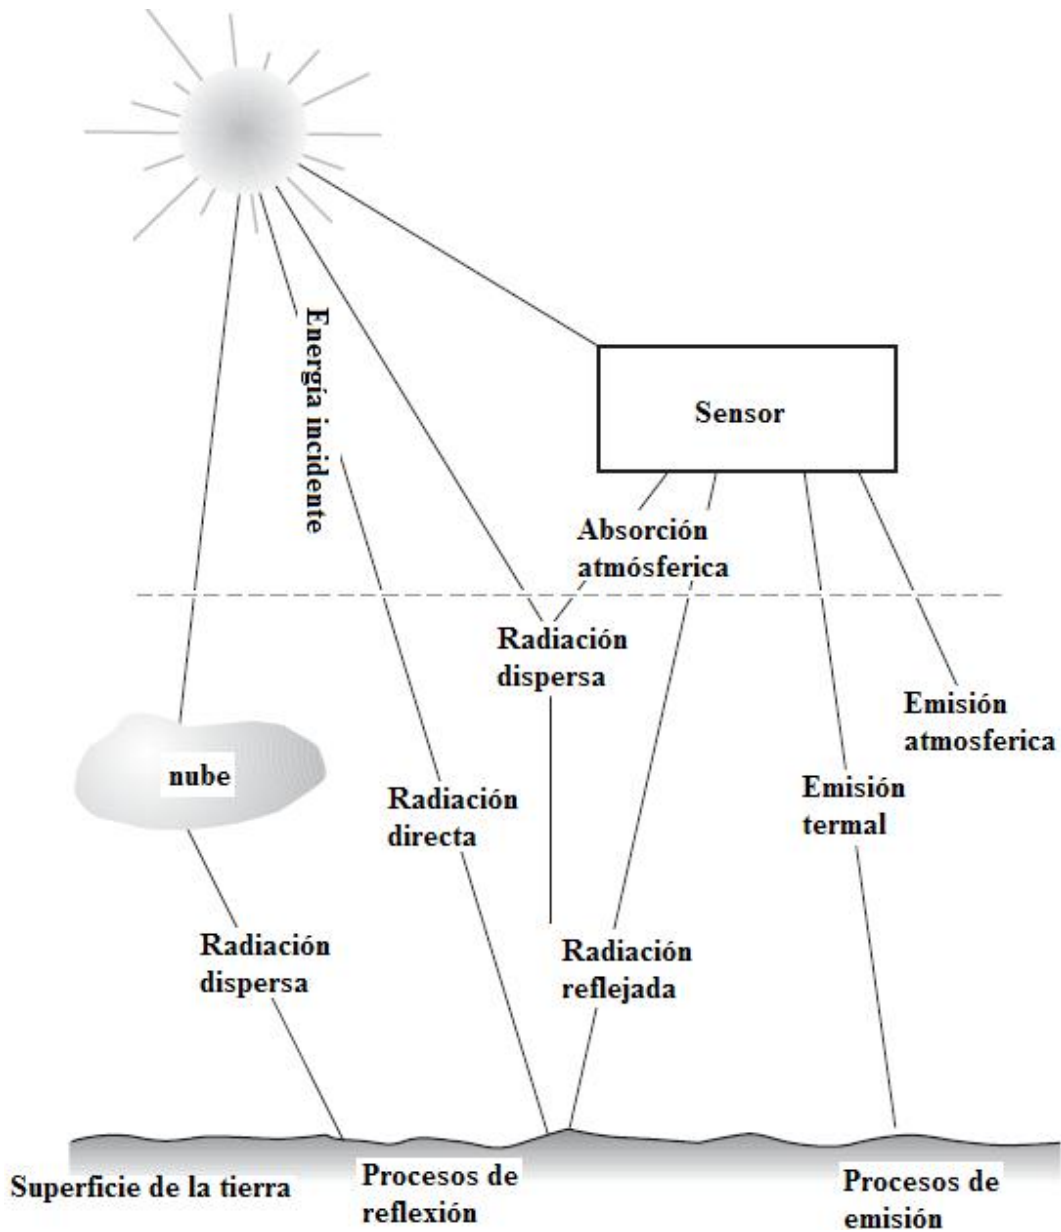 Energía incidente
Sensor
Absorción
atmósferica
Radiación
dispersa
Emisión
atmosferica
nube
Radiación
directa
Emisión
termal
Radiación
dispersa
Radiación
reflejada
Superficie de la tierra
Procesos de
reflexión
Procesos de
emisión